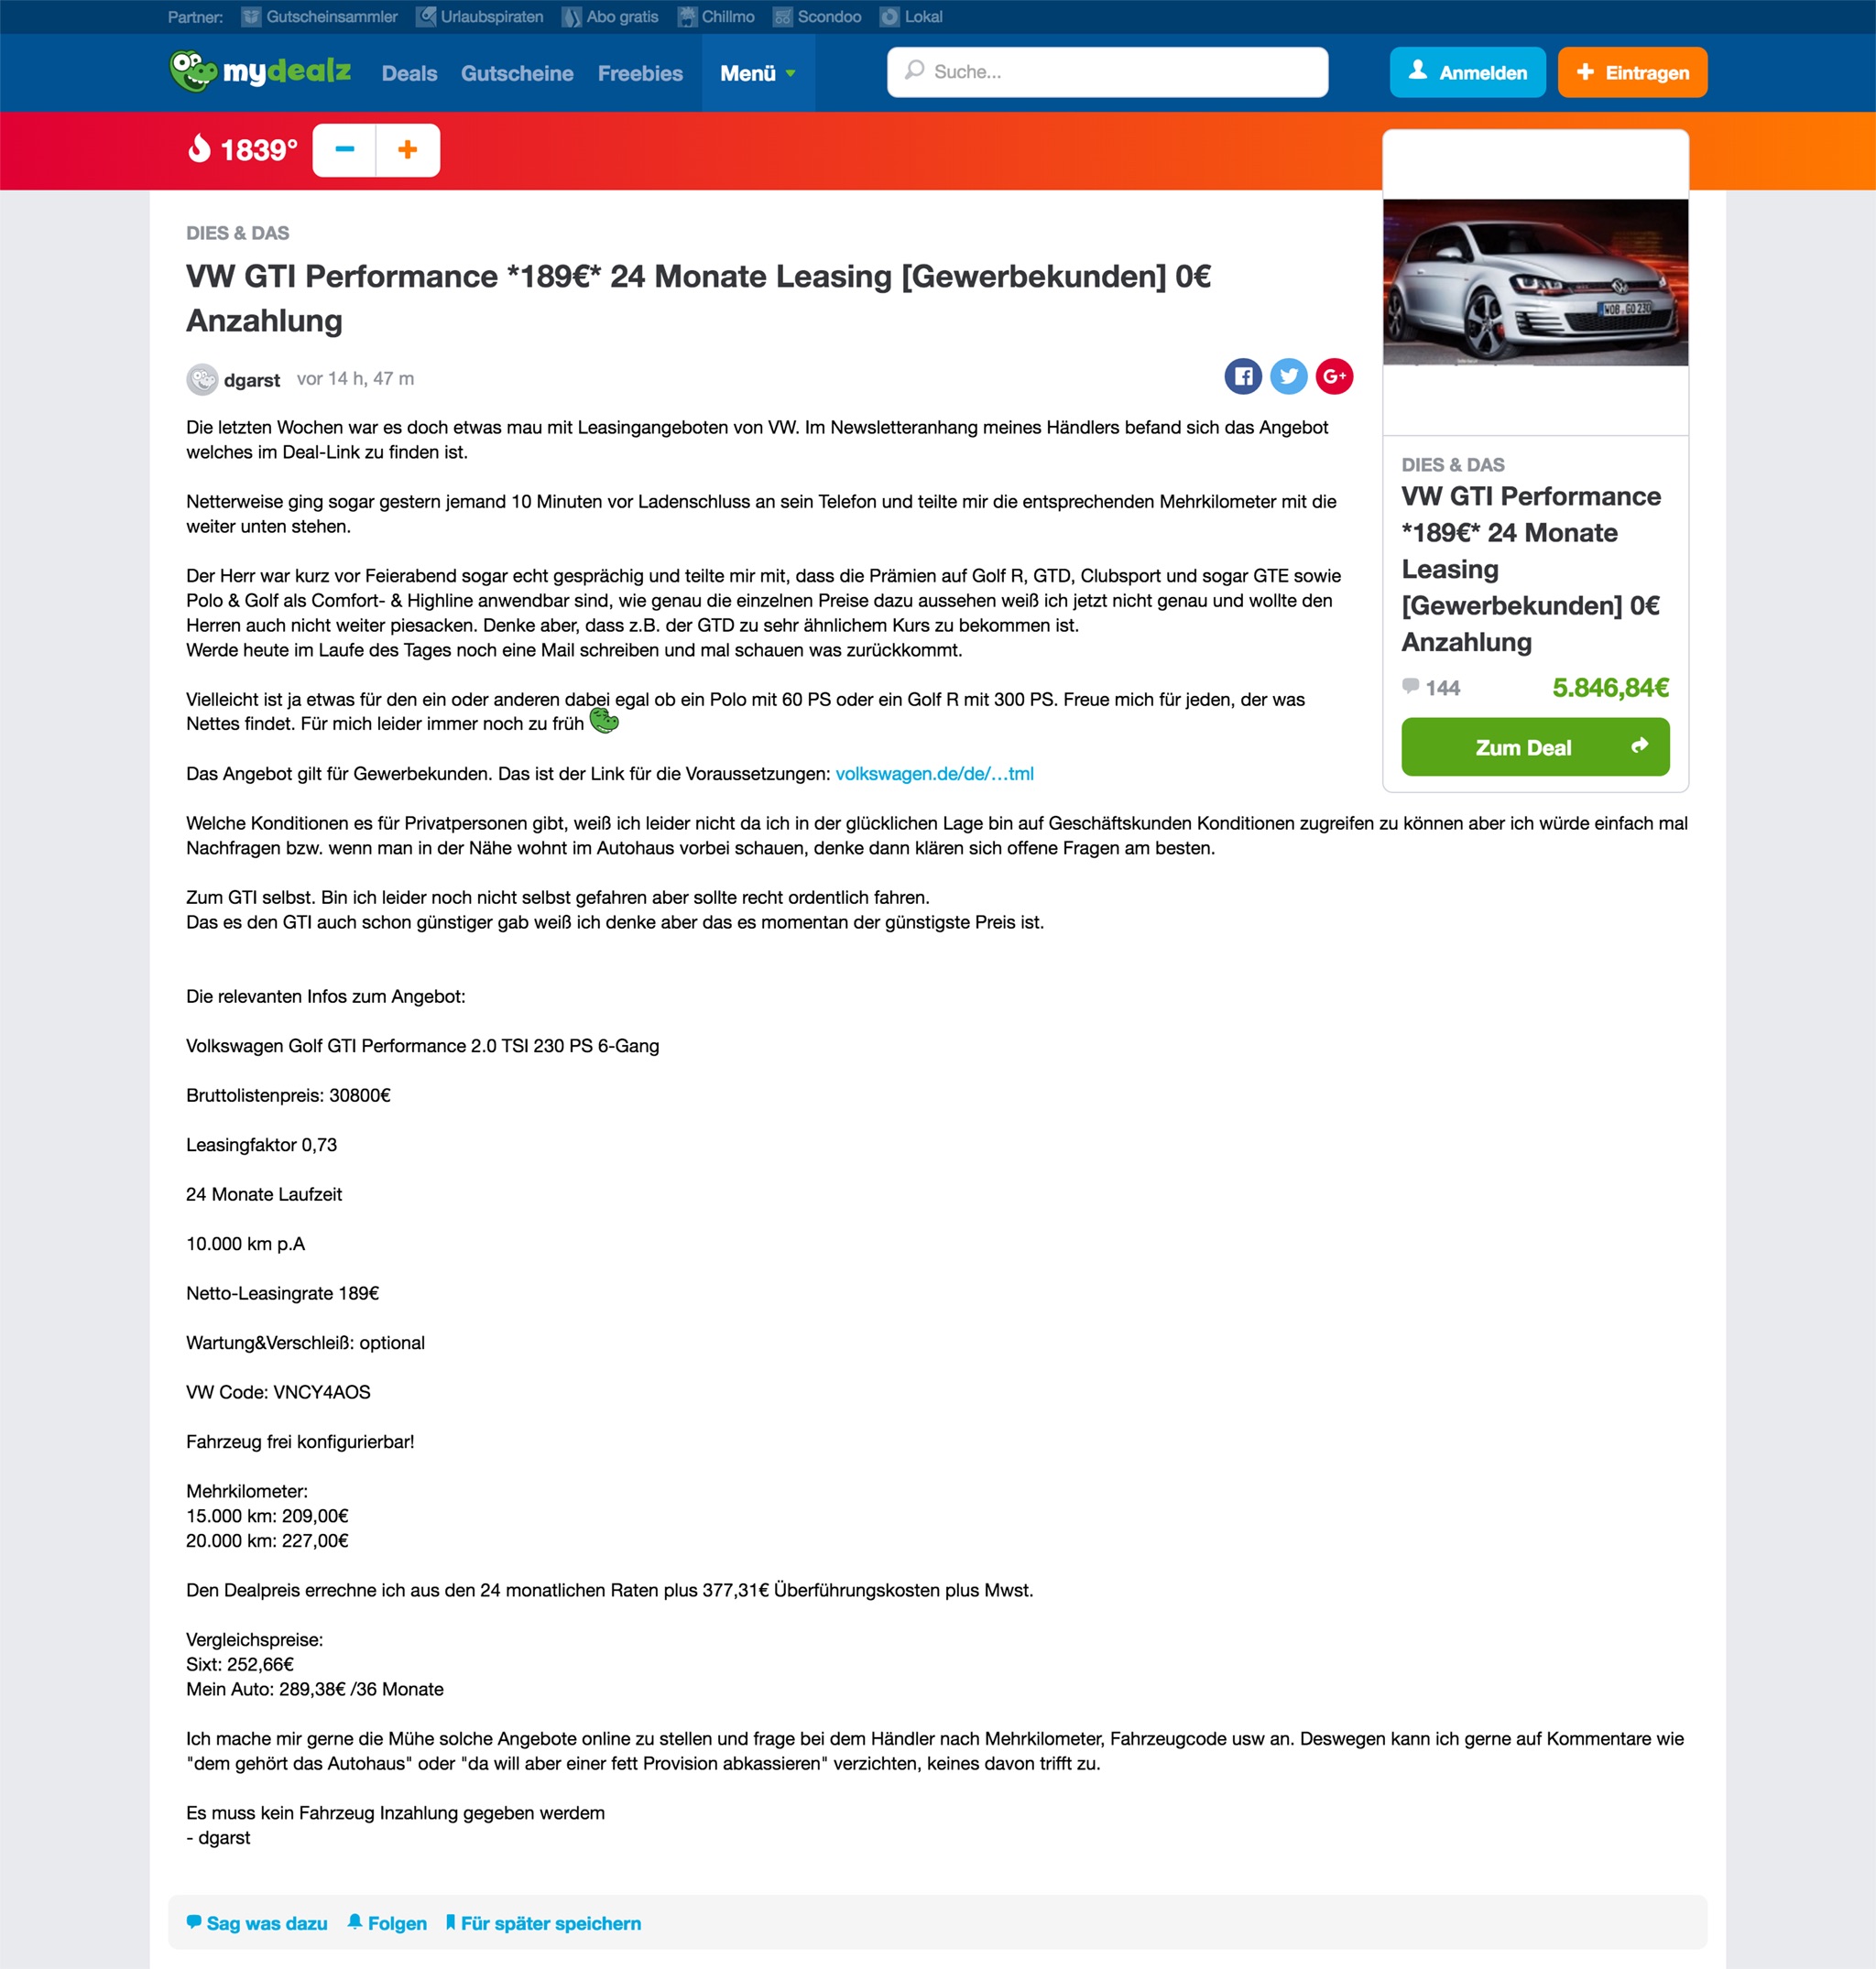 Partner: Gutscheinsammler Urlaubspiraten Abo gratis Chillmo Scondoo Lokal
mydealz Deals Gutscheine Freebies Menü Suche... Anmelden Eintragen
1839°
DIES & DAS
VW GTI Performance *189€* 24 Monate Leasing [Gewerbekunden] 0€
Anzahlung
dgarst vor 14 h, 47 m
G+
Die letzten Wochen war es doch etwas mau mit Leasingangeboten von VW. Im Newsletteranhang meines Händlers befand sich das Angebot
welches im Deal-Link zu finden ist.
Netterweise ging sogar gestern jemand 10 Minuten vor Ladenschluss an sein Telefon und teilte mir die entsprechenden Mehrkilometer mit die
weiter unten stehen.
Der Herr war kurz vor Feierabend sogar echt gesprächig und teilte mir mit, dass die Prämien auf Golf R, GTD, Clubsport und sogar GTE sowie
Polo & Golf als Comfort- & Highline anwendbar sind, wie genau die einzelnen Preise dazu aussehen weiß ich jetzt nicht genau und wollte den
Herren auch nicht weiter piesacken. Denke aber, dass z.B. der GTD zu sehr ähnlichem Kurs zu bekommen ist.
Werde heute im Laufe des Tages noch eine Mail schreiben und mal schauen was zurückkommt.
Vielleicht ist ja etwas für den ein oder anderen dabei egal ob ein Polo mit 60 PS oder ein Golf R mit 300 PS. Freue mich für jeden, der was
Nettes findet. Für mich leider immer noch zu früh
Das Angebot gilt für Gewerbekunden. Das ist der Link für die Voraussetzungen: volkswagen.de/de/…tml
WOB GO 230
DIES & DAS
VW GTI Performance
*189€* 24 Monate
Leasing
[Gewerbekunden] 0€
Anzahlung
144 5.846,84€
Zum Deal
Welche Konditionen es für Privatpersonen gibt, weiß ich leider nicht da ich in der glücklichen Lage bin auf Geschäftskunden Konditionen zugreifen zu können aber ich würde einfach mal
Nachfragen bzw. wenn man in der Nähe wohnt im Autohaus vorbei schauen, denke dann klären sich offene Fragen am besten.
Zum GTI selbst. Bin ich leider noch nicht selbst gefahren aber sollte recht ordentlich fahren.
Das es den GTI auch schon günstiger gab weiß ich denke aber das es momentan der günstigste Preis ist.
Die relevanten Infos zum Angebot:
Volkswagen Golf GTI Performance 2.0 TSI 230 PS 6-Gang
Bruttolistenpreis: 30800€
Leasingfaktor 0,73
24 Monate Laufzeit
10.000 km p.A
Netto-Leasingrate 189€
Wartung&Verschleiß: optional
VW Code: VNCY4AOS
Fahrzeug frei konfigurierbar!
Mehrkilometer:
15.000 km: 209,00€
20.000 km: 227,00€
Den Dealpreis errechne ich aus den 24 monatlichen Raten plus 377,31€ Überführungskosten plus Mwst.
Vergleichspreise:
Sixt: 252,66€
Mein Auto: 289,38€ /36 Monate
Ich mache mir gerne die Mühe solche Angebote online zu stellen und frage bei dem Händler nach Mehrkilometer, Fahrzeugcode usw an. Deswegen kann ich gerne auf Kommentare wie
"dem gehört das Autohaus" oder "da will aber einer fett Provision abkassieren" verzichten, keines davon trifft zu.
Es muss kein Fahrzeug Inzahlung gegeben werdem
- dgarst
Sag was dazu Folgen Für später speichern